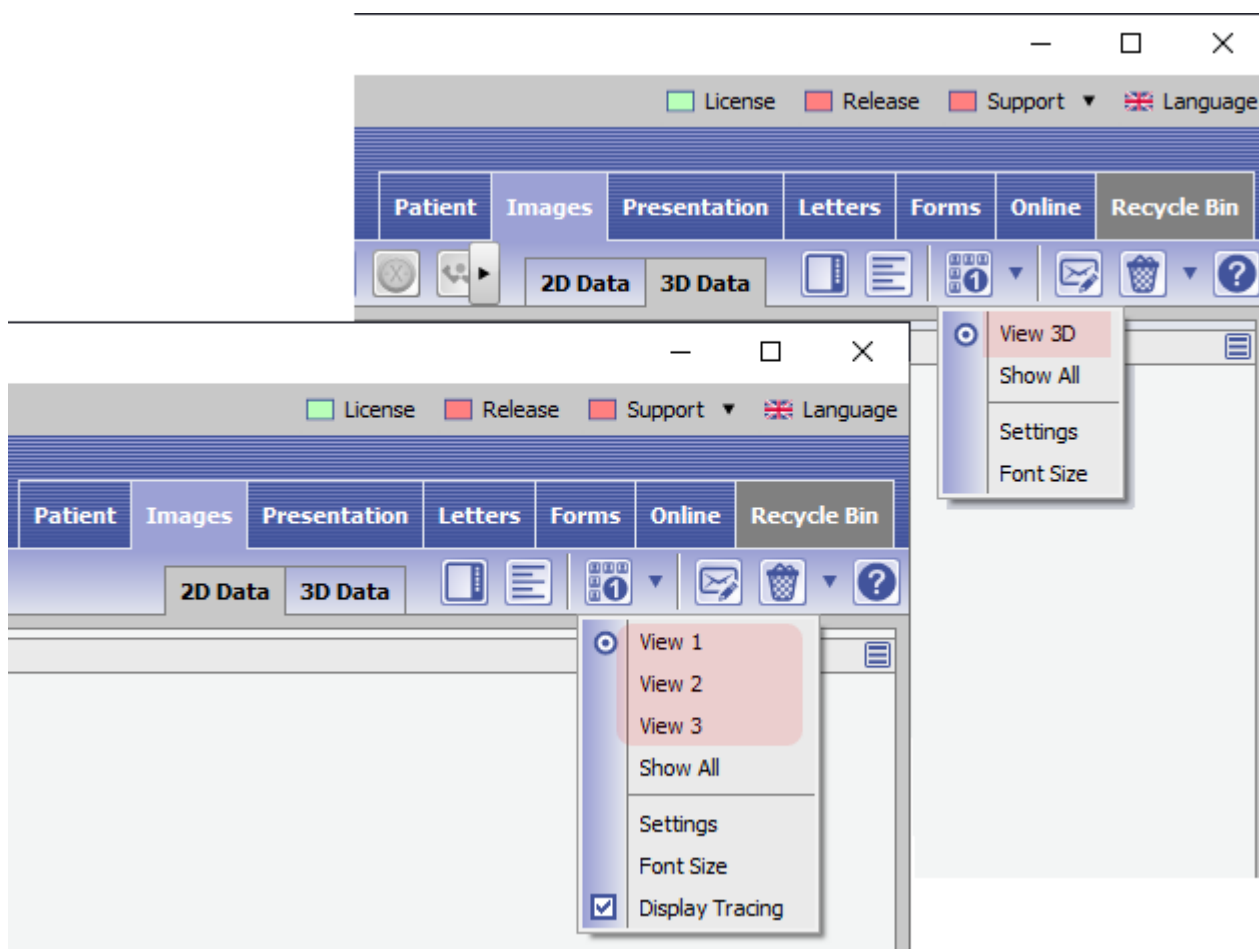 License Release Support Language
Patient Images Presentation Letters Forms Online Recycle Bin
2D Data 3D Data 1
View 3D
Show All
Settings
Font Size
License Release Support Language
Patient Images Presentation Letters Forms Online Recycle Bin
2D Data 3D Data 1 ?
View 1
View 2
View 3
Show All
Settings
Font Size
Display Tracing